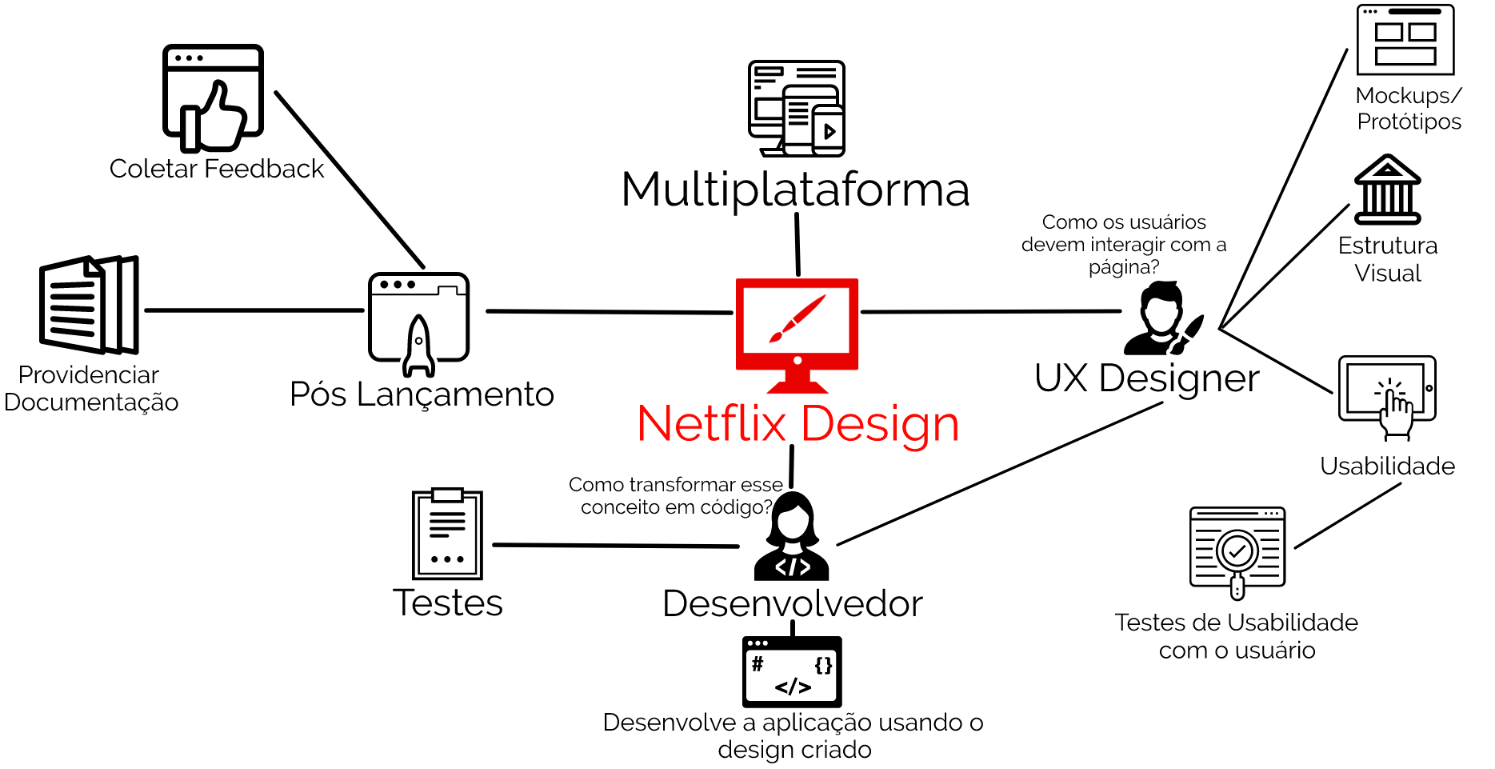 Mockups/
Protótipos
Coletar Feedback
Multiplataforma
Como os usuários
devem interagir com a
página?
Estrutura
Visual
Providenciar
Documentação
Pós Lançamento
UX Designer
Netflix Design
Usabilidade
Como transformar esse
conceito em código?
</>
Testes
Desenvolvedor
Testes de Usabilidade
com o usuário
# {}
</>
Desenvolve a aplicação usando o
design criado